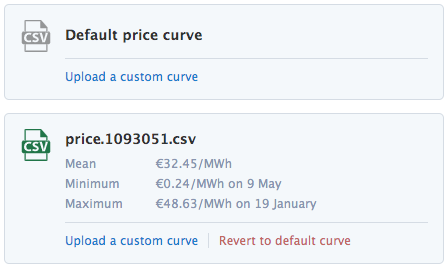 CSV
Default price curve
Upload a custom curve
CSV
price.1093051.csv
Mean €32.45/MWh
Minimum €0.24/MWh on 9 May
Maximum €48.63/MWh on 19 January
Upload a custom curve Revert to default curve